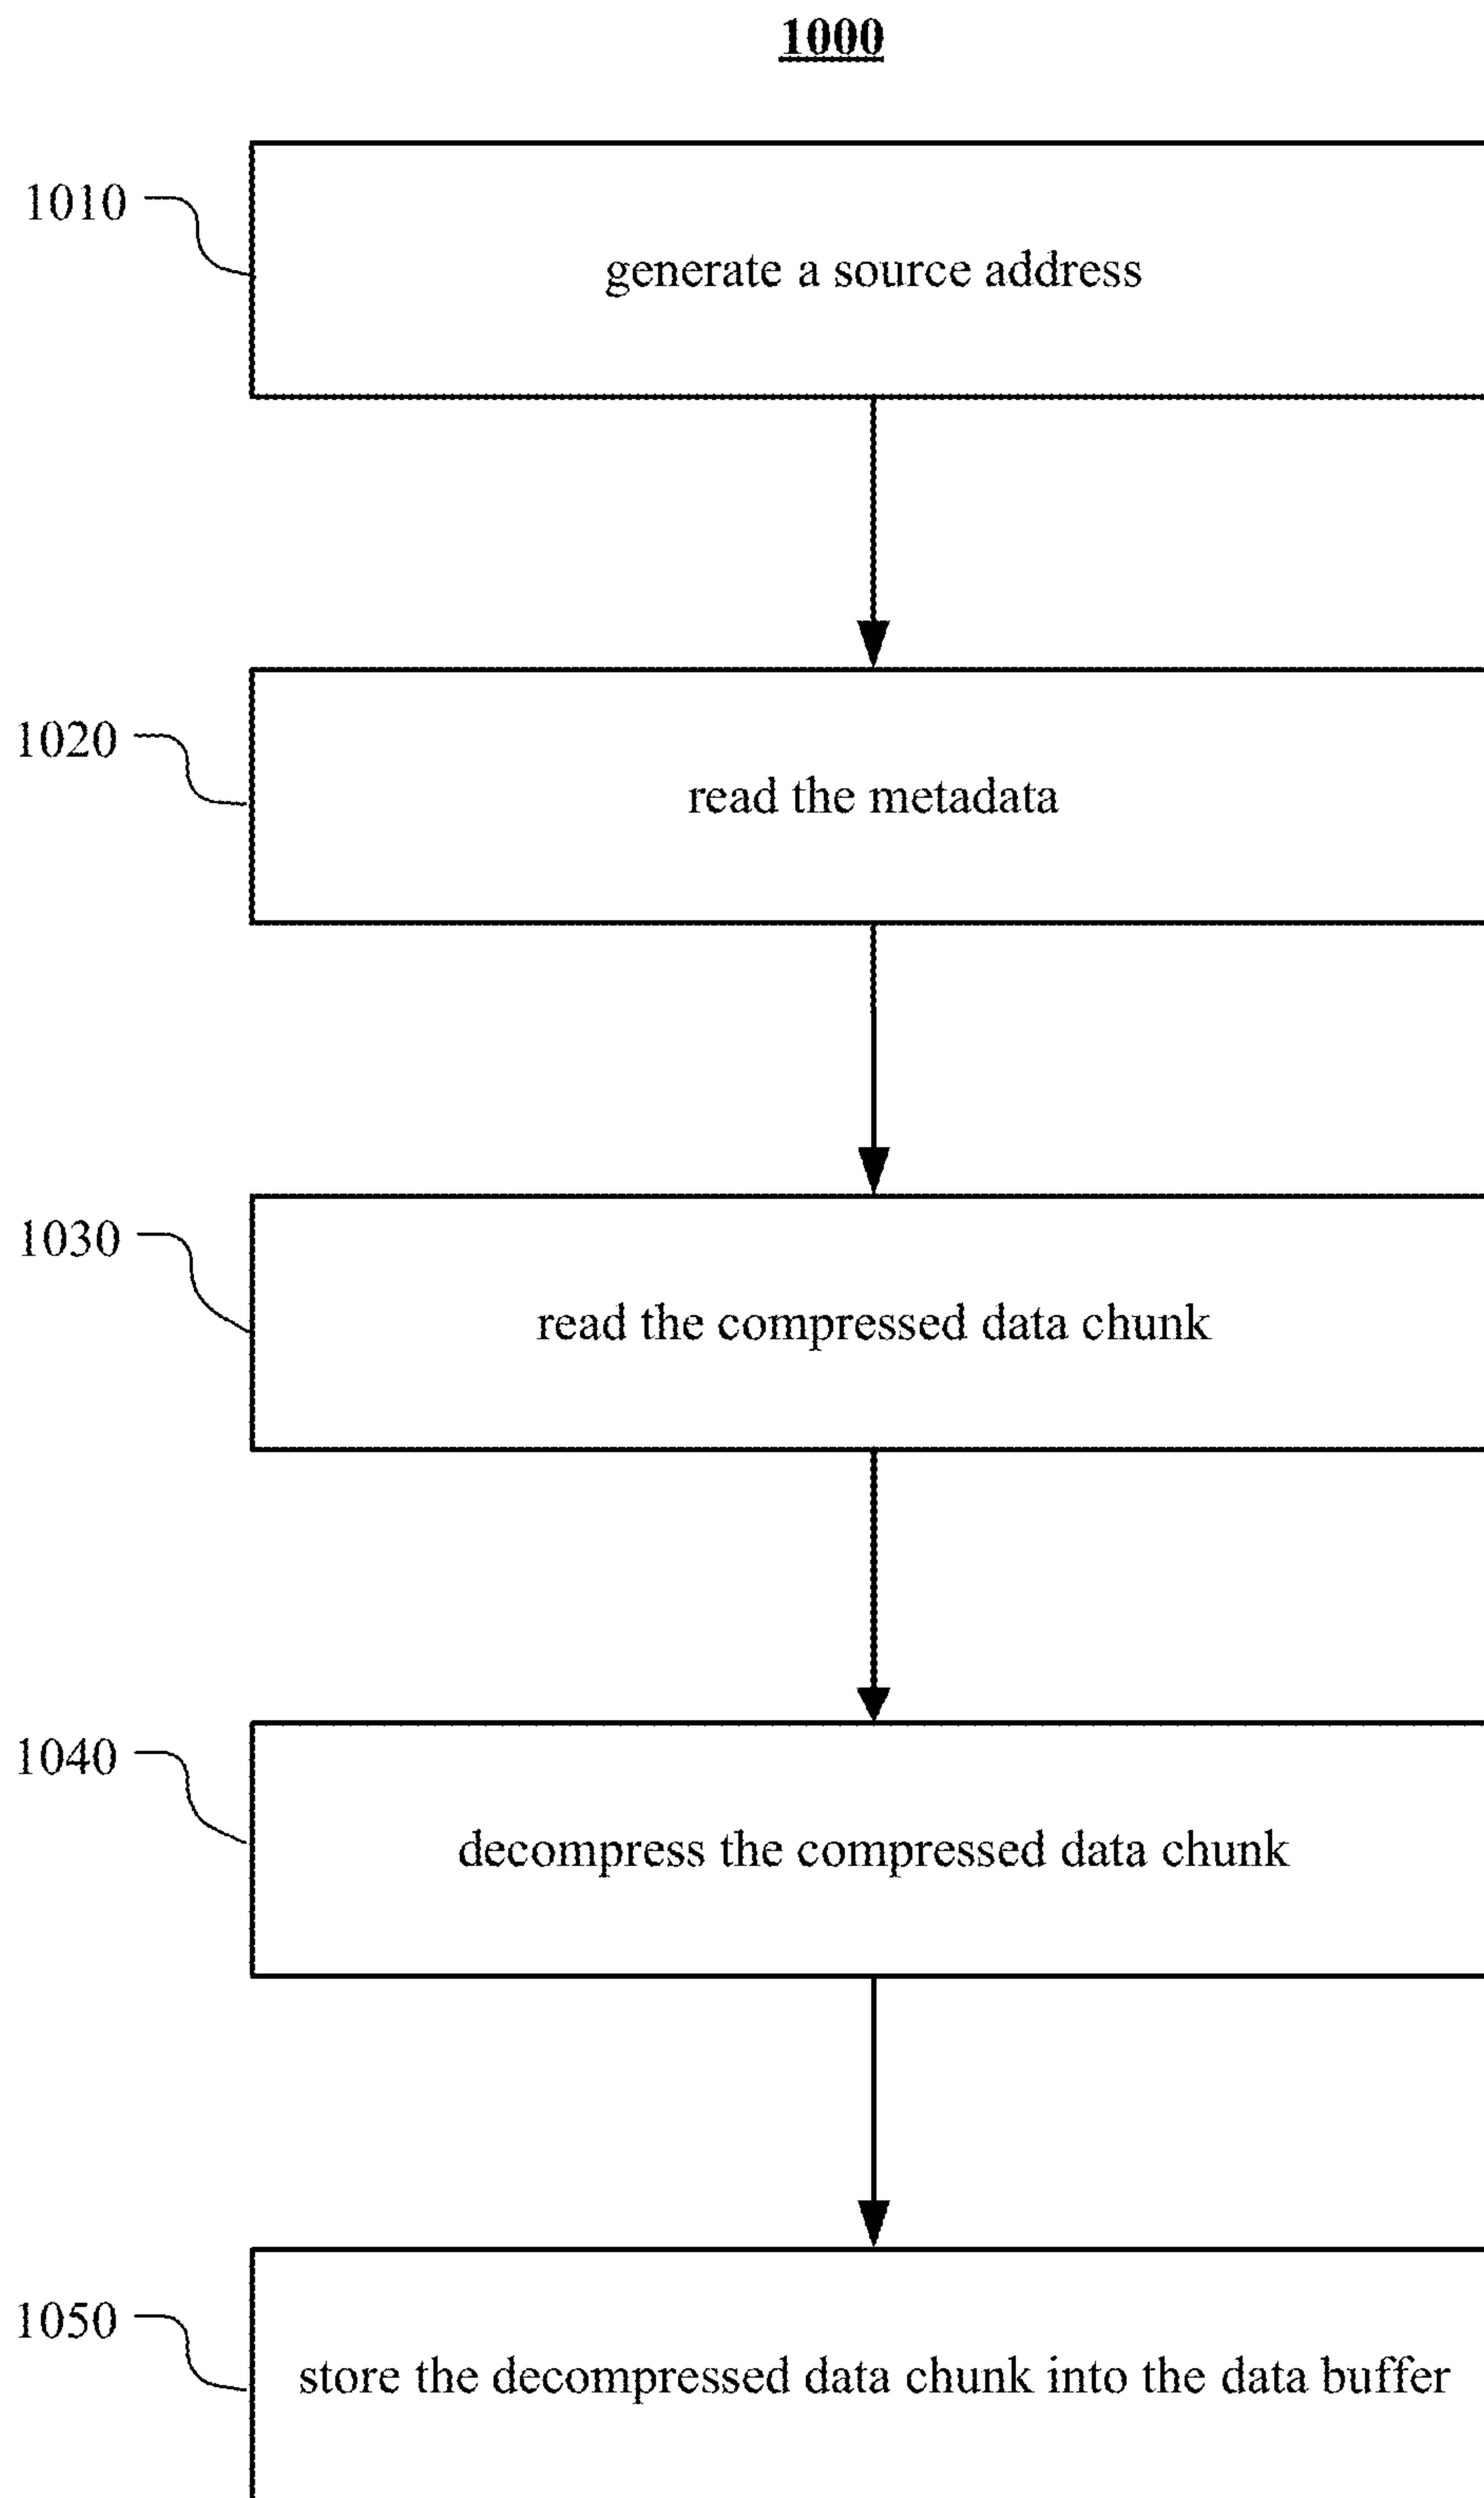 1000
1010
generate a source address
1020
read the metadata
1030
read the compressed data chunk
1040
decompress the compressed data chunk
1050
store the decompressed data chunk into the data buffer